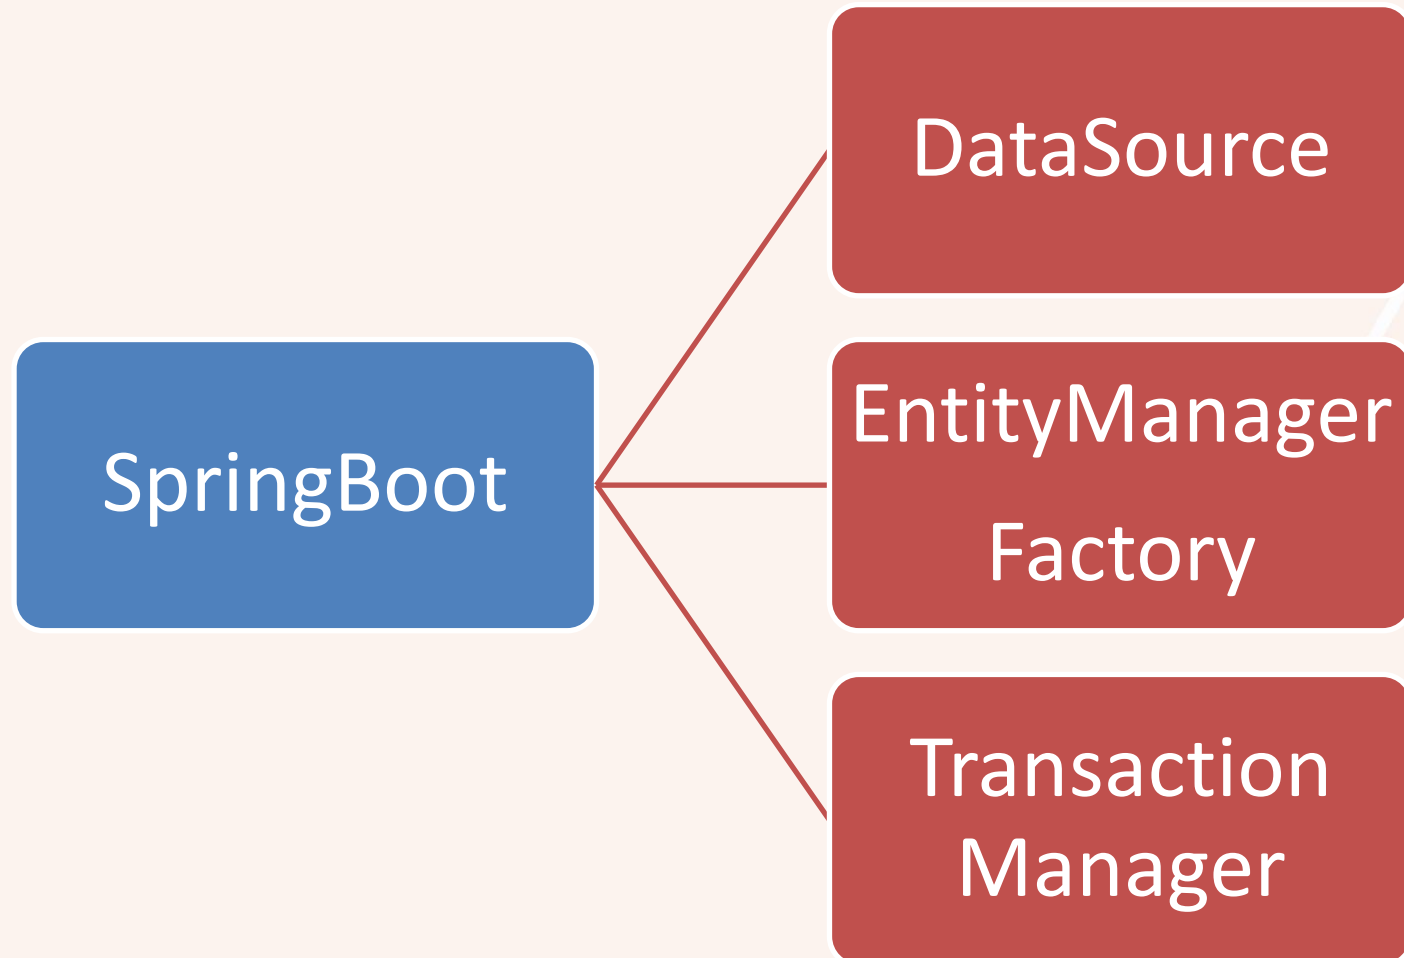 DataSource
SpringBoot
EntityManager
Factory
Transaction
Manager